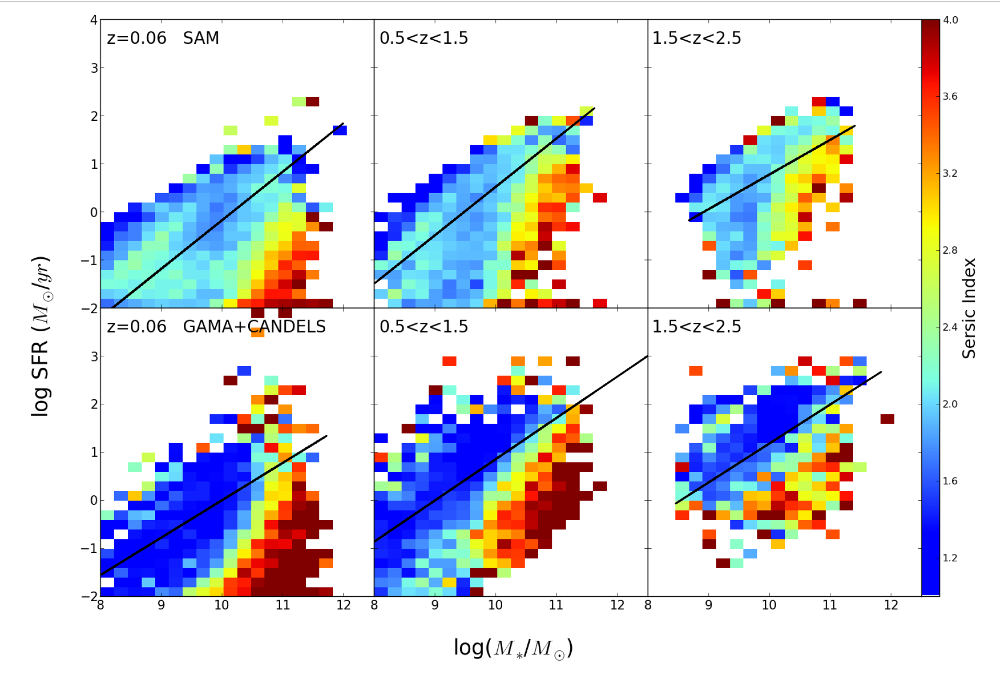 4
z=0.06 SAM
0.5<z<1.5
1.5<z<2.5
4.0
3
3.6
2
1
3.2
0
2.8
−1
−2
log SFR (M⊙/yr)
Sersic Index
z=0.06 GAMA+CANDELS
0.5<z<1.5
1.5<z<2.5
2.4
3
2
2.0
1
1.6
0
−1
1.2
−2
8 9 10 11 12 8 9 10 11 12 8 9 10 11 12
log(M*/M⊙)